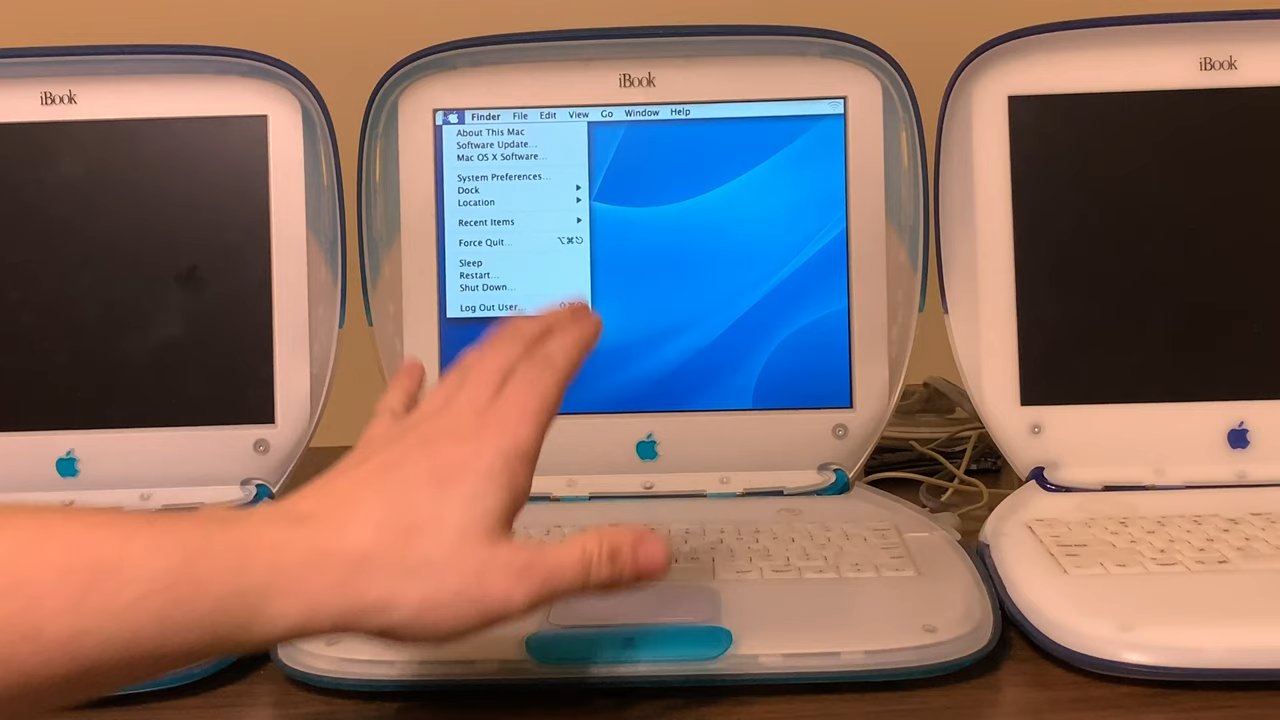 iBook
iBook
iBook
Finder File Edit View Go Window Help
About This Mac
Software Update...
Mac OS X Software...
System Preferences...
Dock
Location
Recent Items
Force Quit... ⌥⌘⎋
Sleep
Restart...
Shut Down...
Log Out User...